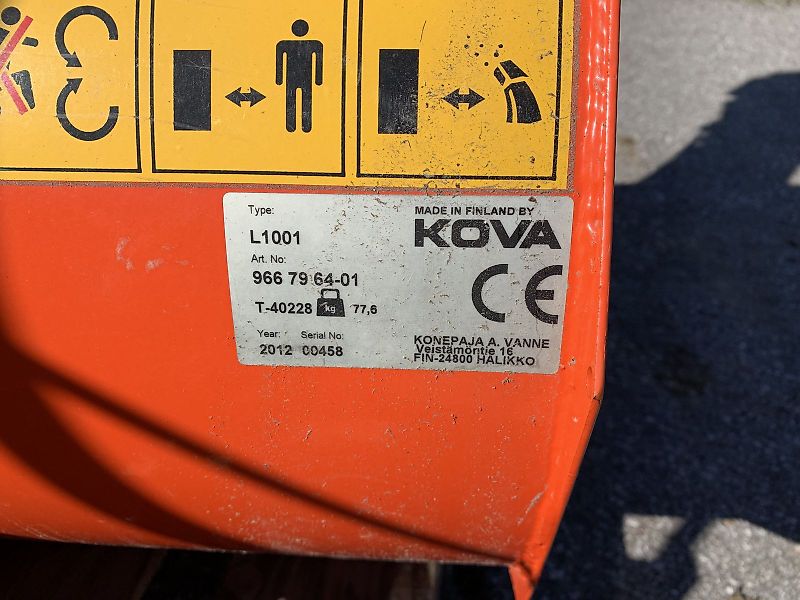 Type:
L1001
Art. No:
966 79 64-01
T-40228 kg 77,6
Year: Serial No:
2012 00458
MADE IN FINLAND BY
KOVA
CE
KONEPAJA A. VANNE
Veistämöntie 16
FIN-24800 HALIKKO